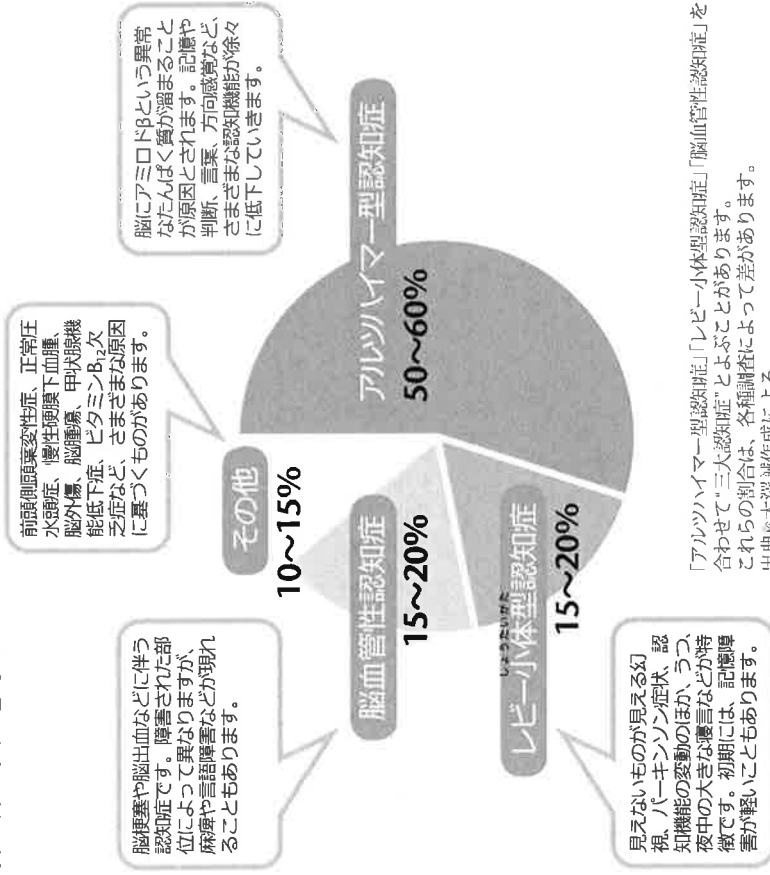 前頭側頭葉変性症、正常圧
水頭症、慢性硬膜下血腫、
脳外傷、脳腫瘍、甲状腺機
能低下症、ビタミンB₁₂欠
乏症など、さまざまな原因
に基づくものがあります。
脳にアミロドβという異常
なたんぱく質が溜まること
が原因とされます。記憶や
判断、言葉、方向感覚など、
さまざまな認知機能が徐々
に低下していきます。
脳梗塞や脳出血などに伴う
認知症です。障害された部
位によって異なりますが、
麻痺や言語障害などが現れ
ることもあります。
その他
10~15%
脳血管性認知症
15~20%
アルツハイマー型認知症
50~60%
しょうたいがた
レビー小体型認知症
15~20%
見えないものが見える幻
視、パーキンソン症状、認
知機能の変動のほか、うつ、
夜中の大きな寝言などが特
徴です。初期には、記憶障
害が軽いこともあります。
「アルツハイマー型認知症」「レビー小体型認知症」「脳血管性認知症」を
合わせて"三大認知症"とよぶことがあります。
これらの割合は、各種調査によって差があります。